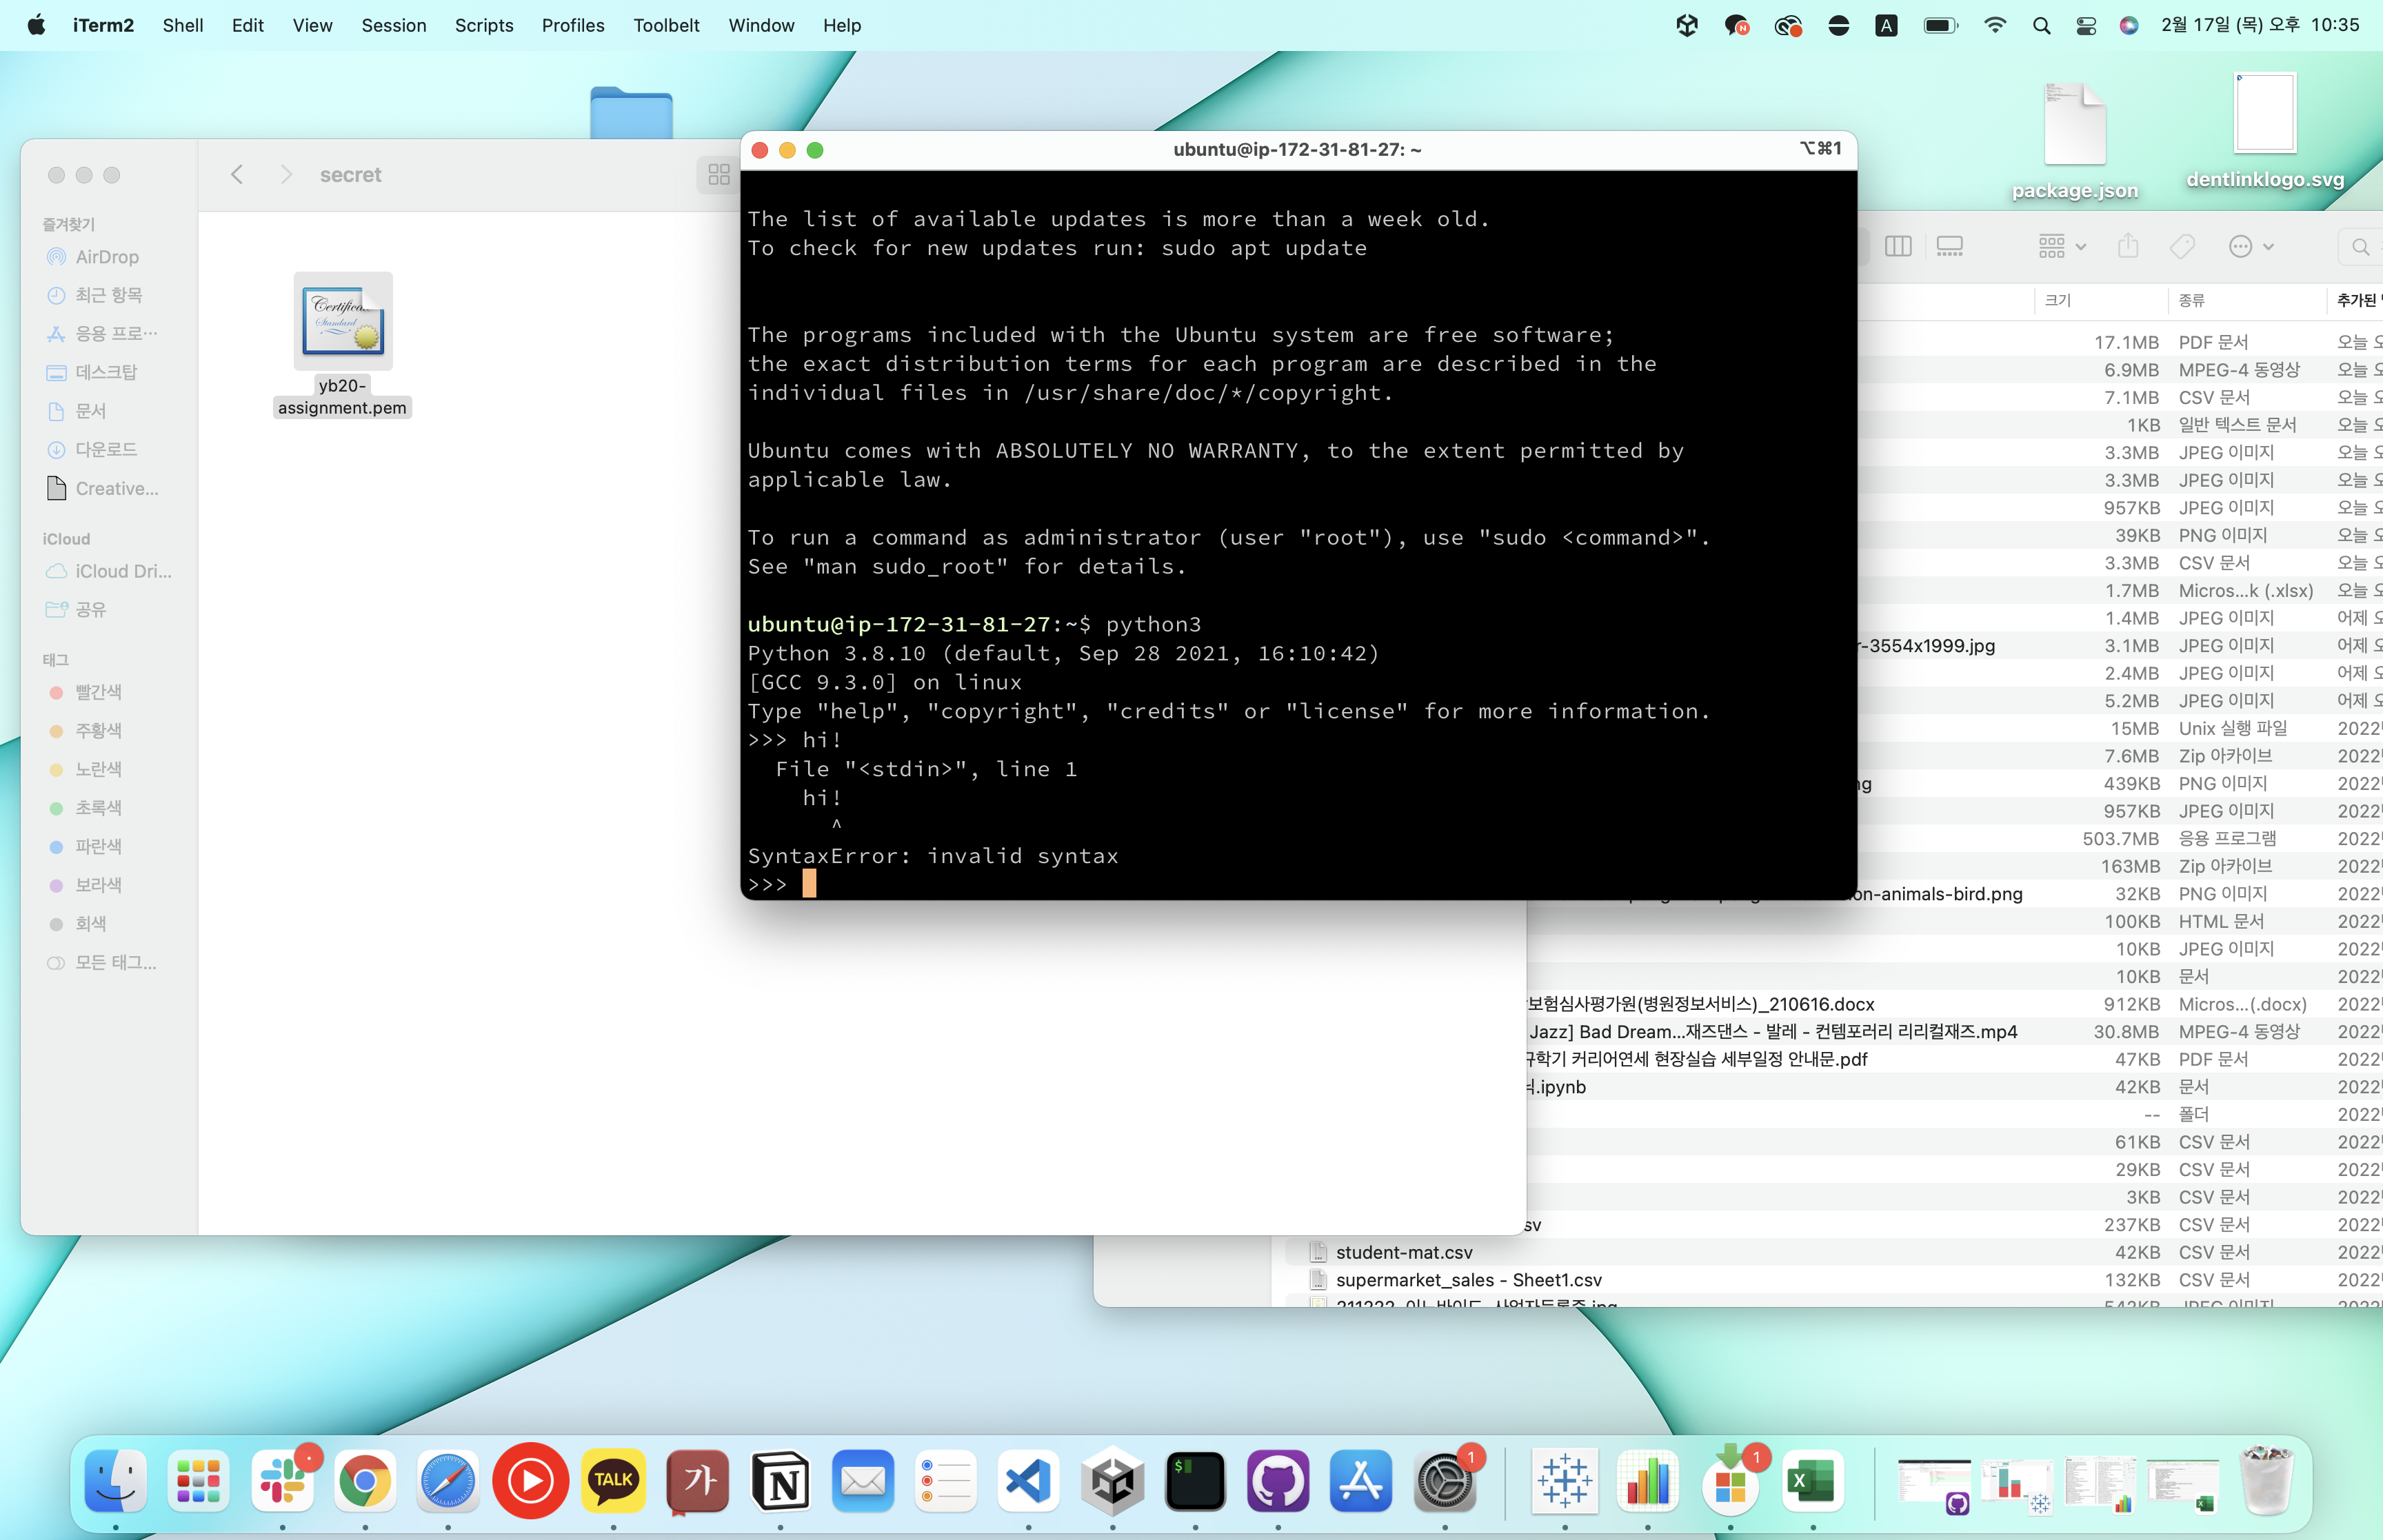 iTerm2 Shell Edit View Session Scripts Profiles Toolbelt Window Help
2월 17일 (목) 오후 10:35
package.json
dentlinklogo.svg
secret
즐겨찾기
AirDrop
최근 항목
응용 프로…
데스크탑
문서
다운로드
Creative...
iCloud
iCloud Dri...
공유
태그
빨간색
주황색
노란색
초록색
파란색
보라색
회색
모든 태그...
Certificate
Standard
yb20-
assignment.pem
ubuntu@ip-172-31-81-27: ~
⌥⌘1
The list of available updates is more than a week old.
To check for new updates run: sudo apt update
The programs included with the Ubuntu system are free software;
the exact distribution terms for each program are described in the
individual files in /usr/share/doc/*/copyright.
Ubuntu comes with ABSOLUTELY NO WARRANTY, to the extent permitted by
applicable law.
To run a command as administrator (user "root"), use "sudo <command>".
See "man sudo_root" for details.
ubuntu@ip-172-31-81-27:~$ python3
Python 3.8.10 (default, Sep 28 2021, 16:10:42)
[GCC 9.3.0] on linux
Type "help", "copyright", "credits" or "license" for more information.
>>> hi!
File "<stdin>", line 1
hi!
^
SyntaxError: invalid syntax
>>>
크기 종류 추가된
17.1MB PDF 문서 오늘
6.9MB MPEG-4 동영상 오늘
7.1MB CSV 문서 오늘
1KB 일반 텍스트 문서 오늘
3.3MB JPEG 이미지 오늘
3.3MB JPEG 이미지 오늘
957KB JPEG 이미지 오늘
39KB PNG 이미지 오늘
3.3MB CSV 문서 오늘
1.7MB Micros...k (.xlsx) 오늘
1.4MB JPEG 이미지 어제
r-3554x1999.jpg 3.1MB JPEG 이미지 어제
2.4MB JPEG 이미지 어제
5.2MB JPEG 이미지 어제
15MB Unix 실행 파일 2022
7.6MB Zip 아카이브 2022
ng 439KB PNG 이미지 2022
957KB JPEG 이미지 2022
503.7MB 응용 프로그램 2022
163MB Zip 아카이브 2022
on-animals-bird.png 32KB PNG 이미지 2022
100KB HTML 문서 2022
10KB JPEG 이미지 2022
10KB 문서 2022
보험심사평가원(병원정보서비스)_210616.docx 912KB Micros...(.docx) 2022
Jazz] Bad Dream...재즈댄스 - 발레 - 컨템포러리 리리컬재즈.mp4 30.8MB MPEG-4 동영상 2022
규학기 커리어연세 현장실습 세부일정 안내문.pdf 47KB PDF 문서 2022
.ipynb 42KB 문서 2022
-- 폴더 2022
61KB CSV 문서 2022
29KB CSV 문서 2022
3KB CSV 문서 2022
sv 237KB CSV 문서 2022
student-mat.csv 42KB CSV 문서 2022
supermarket_sales - Sheet1.csv 132KB CSV 문서 2022
TALK
가
1
1